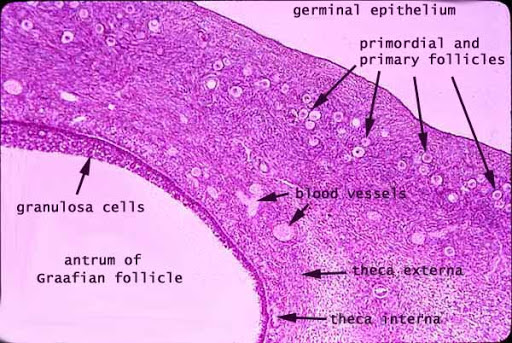 germinal epithelium
primordial and
primary follicles
blood vessels
granulosa cells
antrum of
Graafian follicle
theca externa
theca interna